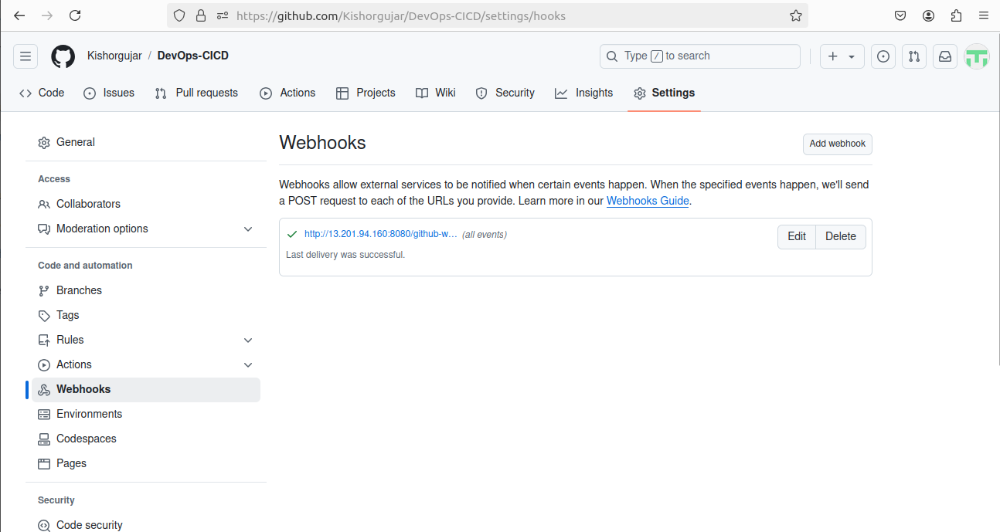 https://github.com/Kishorgujar/DevOps-CICD/settings/hooks
Kishorgujar / DevOps-CICD
Type / to search
Code Issues Pull requests Actions Projects Wiki Security Insights Settings
General
Access
Collaborators
Moderation options
Code and automation
Branches
Tags
Rules
Actions
Webhooks
Environments
Codespaces
Pages
Security
Code security
Webhooks
Add webhook
Webhooks allow external services to be notified when certain events happen. When the specified events happen, we'll send
a POST request to each of the URLs you provide. Learn more in our Webhooks Guide.
http://13.201.94.160:8080/github-w… (all events)
Edit Delete
Last delivery was successful.